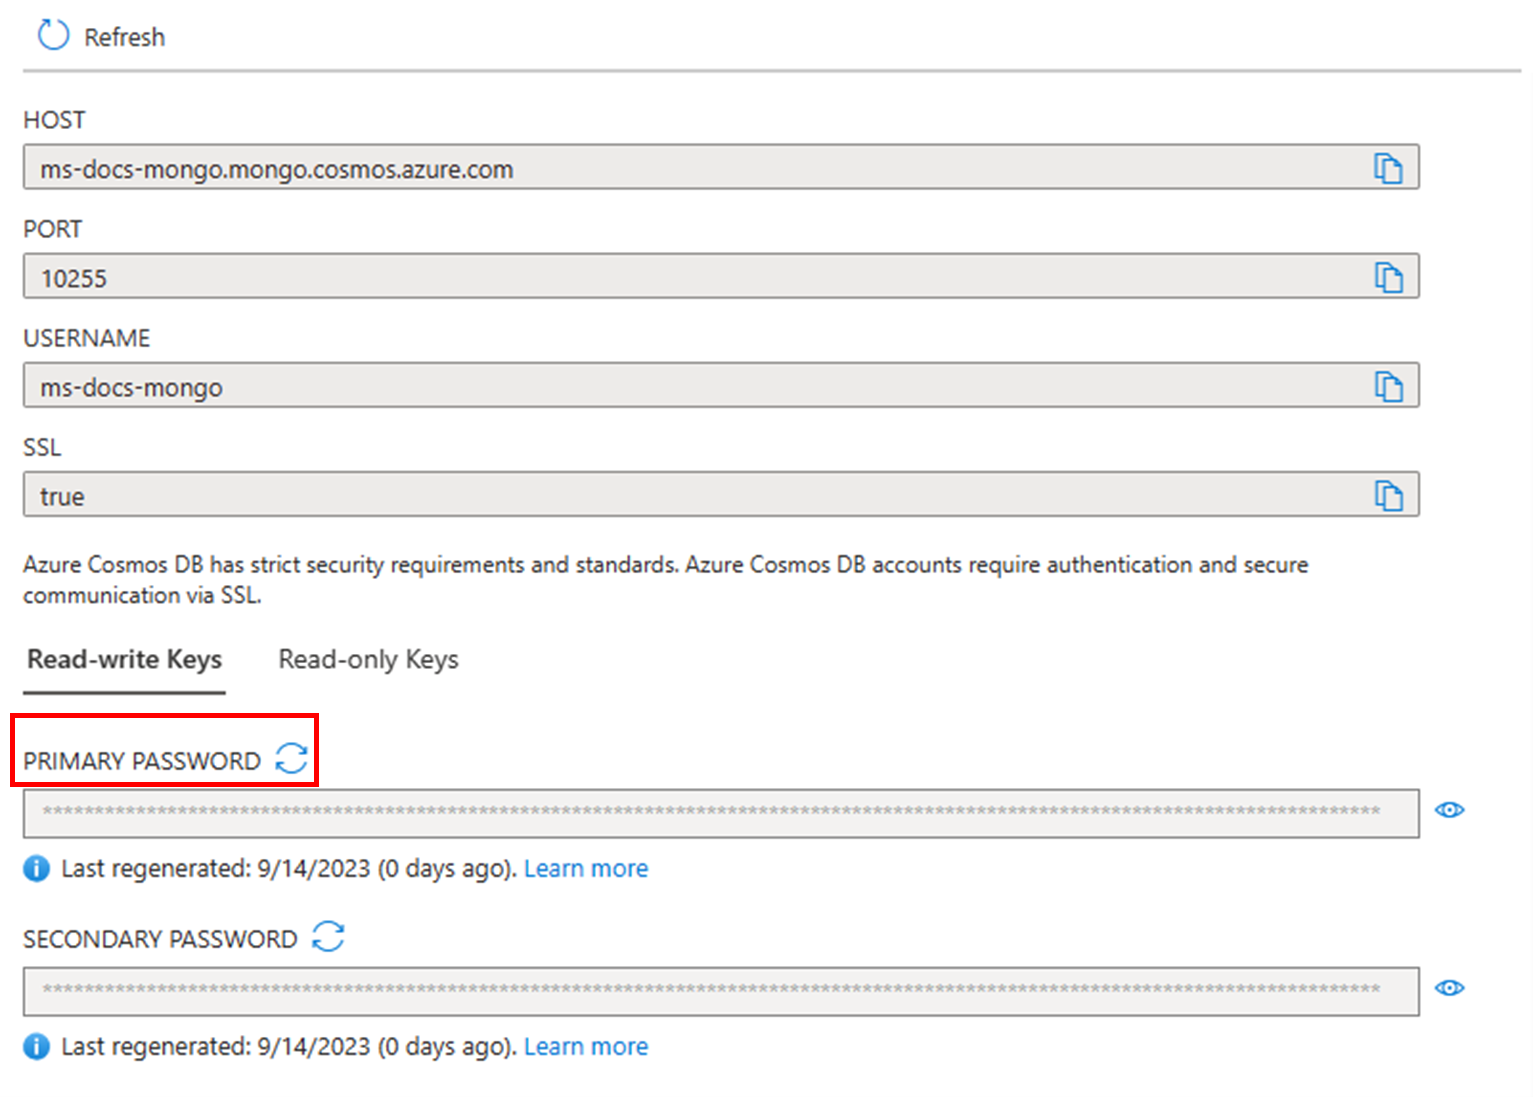 Refresh
HOST
ms-docs-mongo.mongo.cosmos.azure.com
PORT
10255
USERNAME
ms-docs-mongo
SSL
true
Azure Cosmos DB has strict security requirements and standards. Azure Cosmos DB accounts require authentication and secure
communication via SSL.
Read-write Keys Read-only Keys
PRIMARY PASSWORD
Last regenerated: 9/14/2023 (0 days ago). Learn more
SECONDARY PASSWORD
Last regenerated: 9/14/2023 (0 days ago). Learn more